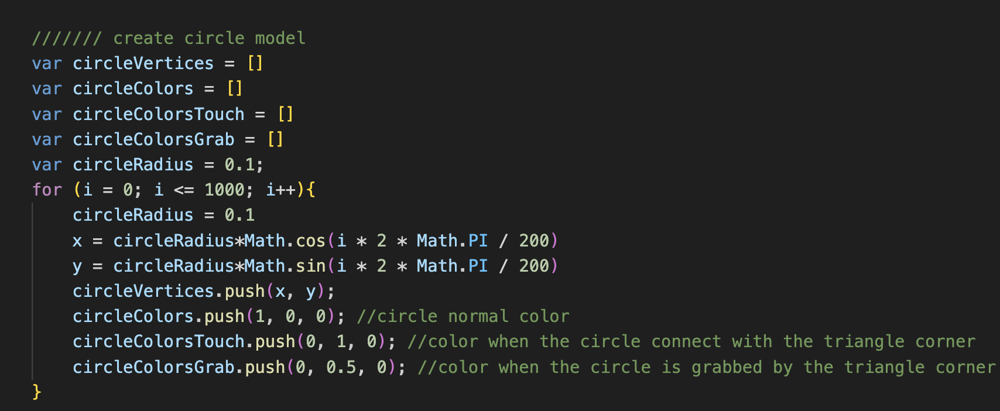 /////// create circle model
var circleVertices = []
var circleColors = []
var circleColorsTouch = []
var circleColorsGrab = []
var circleRadius = 0.1;
for (i = 0; i <= 1000; i++){
    circleRadius = 0.1
    x = circleRadius*Math.cos(i * 2 * Math.PI / 200)
    y = circleRadius*Math.sin(i * 2 * Math.PI / 200)
    circleVertices.push(x, y);
    circleColors.push(1, 0, 0); //circle normal color
    circleColorsTouch.push(0, 1, 0); //color when the circle connect with the triangle corner
    circleColorsGrab.push(0, 0.5, 0); //color when the circle is grabbed by the triangle corner
}